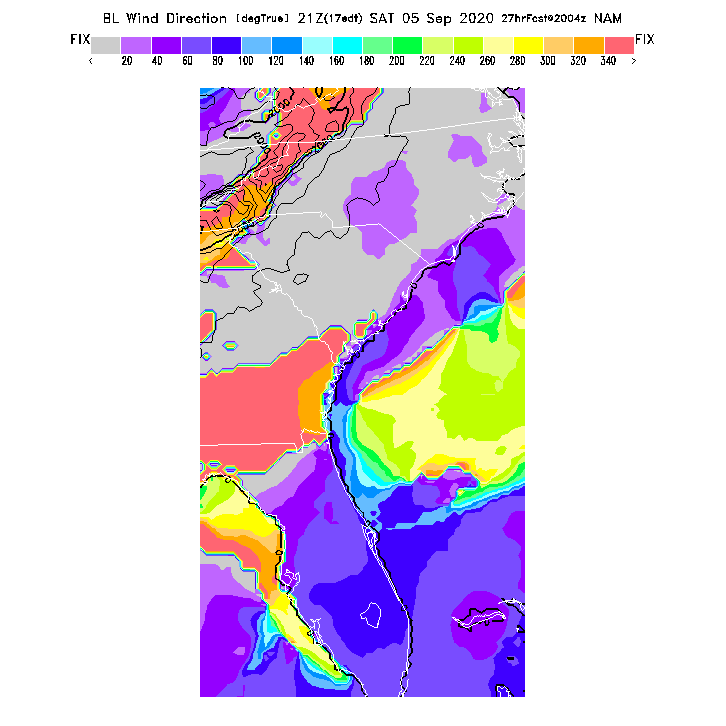 BL Wind Direction [degTrue] 21Z(17edt) SAT 05 Sep 2020 27hrFcst@2004z NAM
FIX FIX
< 20 40 60 80 100 120 140 160 180 200 220 240 260 280 300 320 340 >